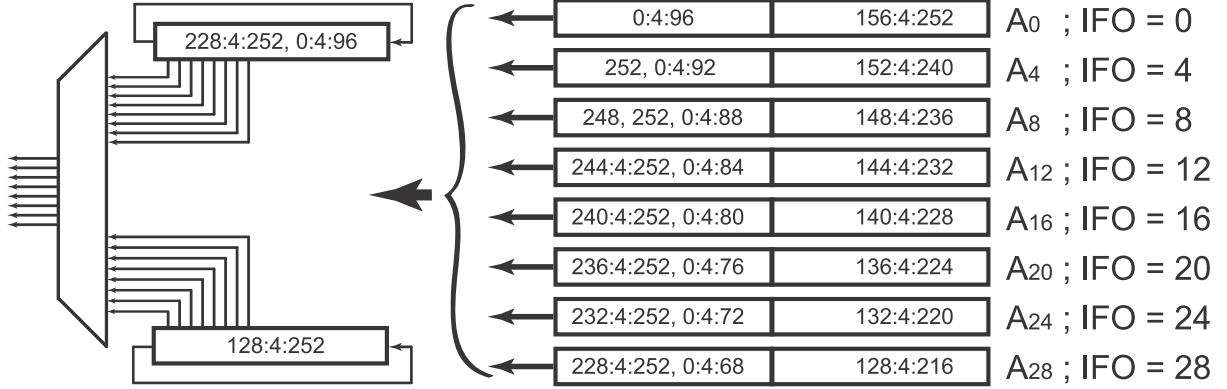 228:4:252, 0:4:96
128:4:252
0:4:96 156:4:252 A0 ; IFO = 0
252, 0:4:92 152:4:240 A4 ; IFO = 4
248, 252, 0:4:88 148:4:236 A8 ; IFO = 8
244:4:252, 0:4:84 144:4:232 A12 ; IFO = 12
240:4:252, 0:4:80 140:4:228 A16 ; IFO = 16
236:4:252, 0:4:76 136:4:224 A20 ; IFO = 20
232:4:252, 0:4:72 132:4:220 A24 ; IFO = 24
228:4:252, 0:4:68 128:4:216 A28 ; IFO = 28